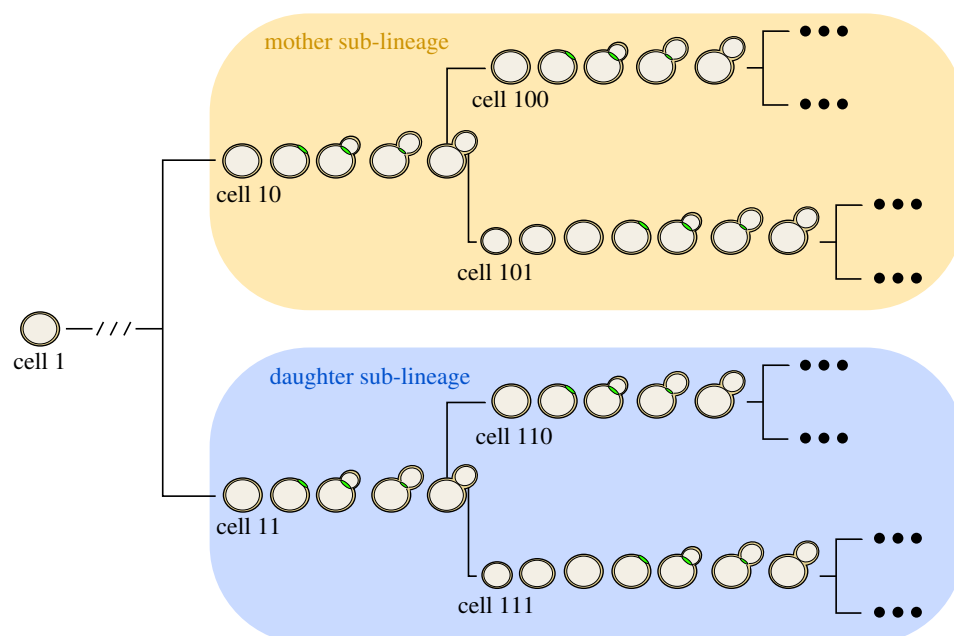 mother sub-lineage
cell 100
cell 10
cell 101
cell 1
daughter sub-lineage
cell 110
cell 11
cell 111